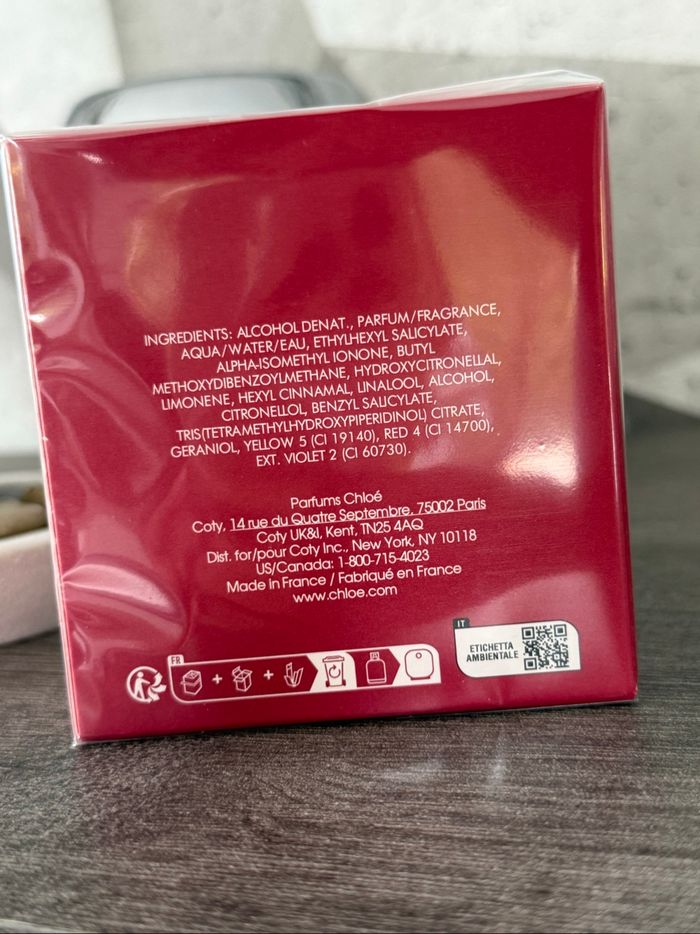 INGREDIENTS: ALCOHOL DENAT., PARFUM/FRAGRANCE,
AQUA/WATER/EAU, ETHYLHEXYL SALICYLATE,
ALPHA-ISOMETHYL IONONE, BUTYL
METHOXYDIBENZOYLMETHANE, HYDROXYCITRONELLAL,
LIMONENE, HEXYL CINNAMAL, LINALOOL, ALCOHOL,
CITRONELLOL, BENZYL SALICYLATE,
TRIS(TETRAMETHYLHYDROXYPIPERIDINOL) CITRATE,
GERANIOL, YELLOW 5 (CI 19140), RED 4 (CI 14700),
EXT. VIOLET 2 (CI 60730).
Parfums Chloé
Coty, 14 rue du Quatre Septembre, 75002 Paris
Coty UK&I, Kent, TN25 4AQ
Dist. for/pour Coty Inc., New York, NY 10118
US/Canada: 1-800-715-4023
Made in France / Fabriqué en France
www.chloe.com
FR
+ +
IT
ETICHETTA
AMBIENTALE